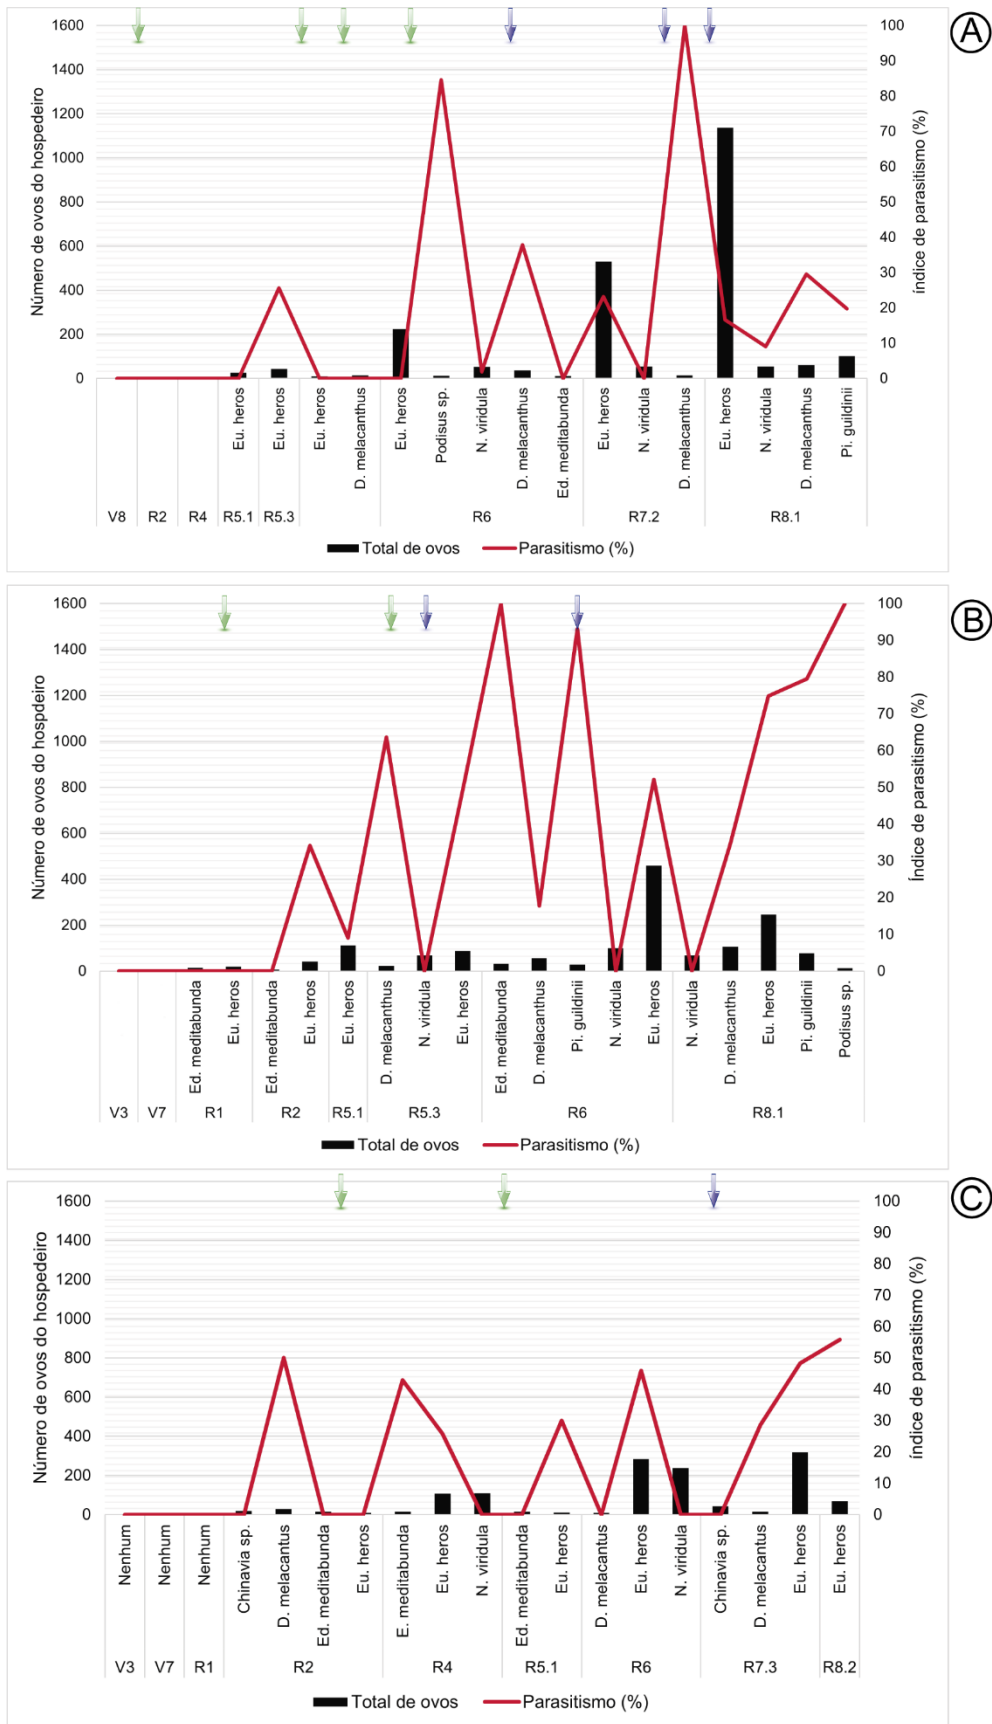 A
Número de ovos do hospedeiro
1600
1400
1200
1000
800
600
400
200
0
100
90
80
70
60
50
40
30
20
10
0
índice de parasitismo (%)
Eu. heros
Eu. heros
Eu. heros
D. melacanthus
Eu. heros
Podisus sp.
N. viridula
D. melacanthus
Ed. meditabunda
Eu. heros
N. viridula
D. melacanthus
Eu. heros
N. viridula
D. melacanthus
Pi. guildinii
V8 R2 R4 R5.1 R5.3 R6 R7.2 R8.1
Total de ovos Parasitismo (%)
B
Número de ovos do hospdeiro
1600
1400
1200
1000
800
600
400
200
0
100
90
80
70
60
50
40
30
20
10
0
Índice de parasitismo (%)
Ed. meditabunda
Eu. heros
Ed. meditabunda
Eu. heros
Eu. heros
D. melacanthus
N. viridula
Eu. heros
Ed. meditabunda
D. melacanthus
Pi. guildinii
N. viridula
Eu. heros
N. viridula
D. melacanthus
Eu. heros
Pi. guildinii
Podisus sp.
V3 V7 R1 R2 R5.1 R5.3 R6 R8.1
Total de ovos Parasitismo (%)
C
Número de ovos do hospedeiro
1600
1400
1200
1000
800
600
400
200
0
100
90
80
70
60
50
40
30
20
10
0
índice de parasitismo (%)
Nenhum
Nenhum
Nenhum
Chinavia sp.
D. melacantus
Ed. meditabunda
Eu. heros
E. meditabunda
Eu. heros
N. viridula
Ed. meditabunda
Eu. heros
D. melacantus
Eu. heros
N. viridula
Chinavia sp.
D. melacantus
Eu. heros
Eu. heros
V3 V7 R1 R2 R4 R5.1 R6 R7.3 R8.2
Total de ovos Parasitismo (%)